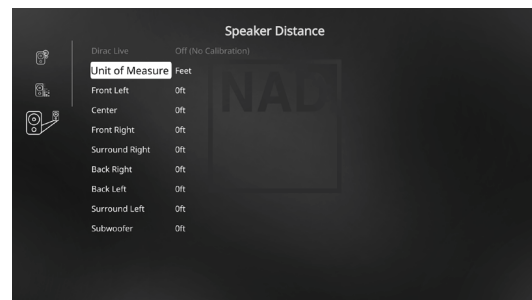 Speaker Distance
Dirac Live Off (No Calibration)
Unit of Measure Feet
Front Left 0ft
Center 0ft
Front Right 0ft
Surround Right 0ft
Back Right 0ft
Back Left 0ft
Surround Left 0ft
Subwoofer 0ft
NAD